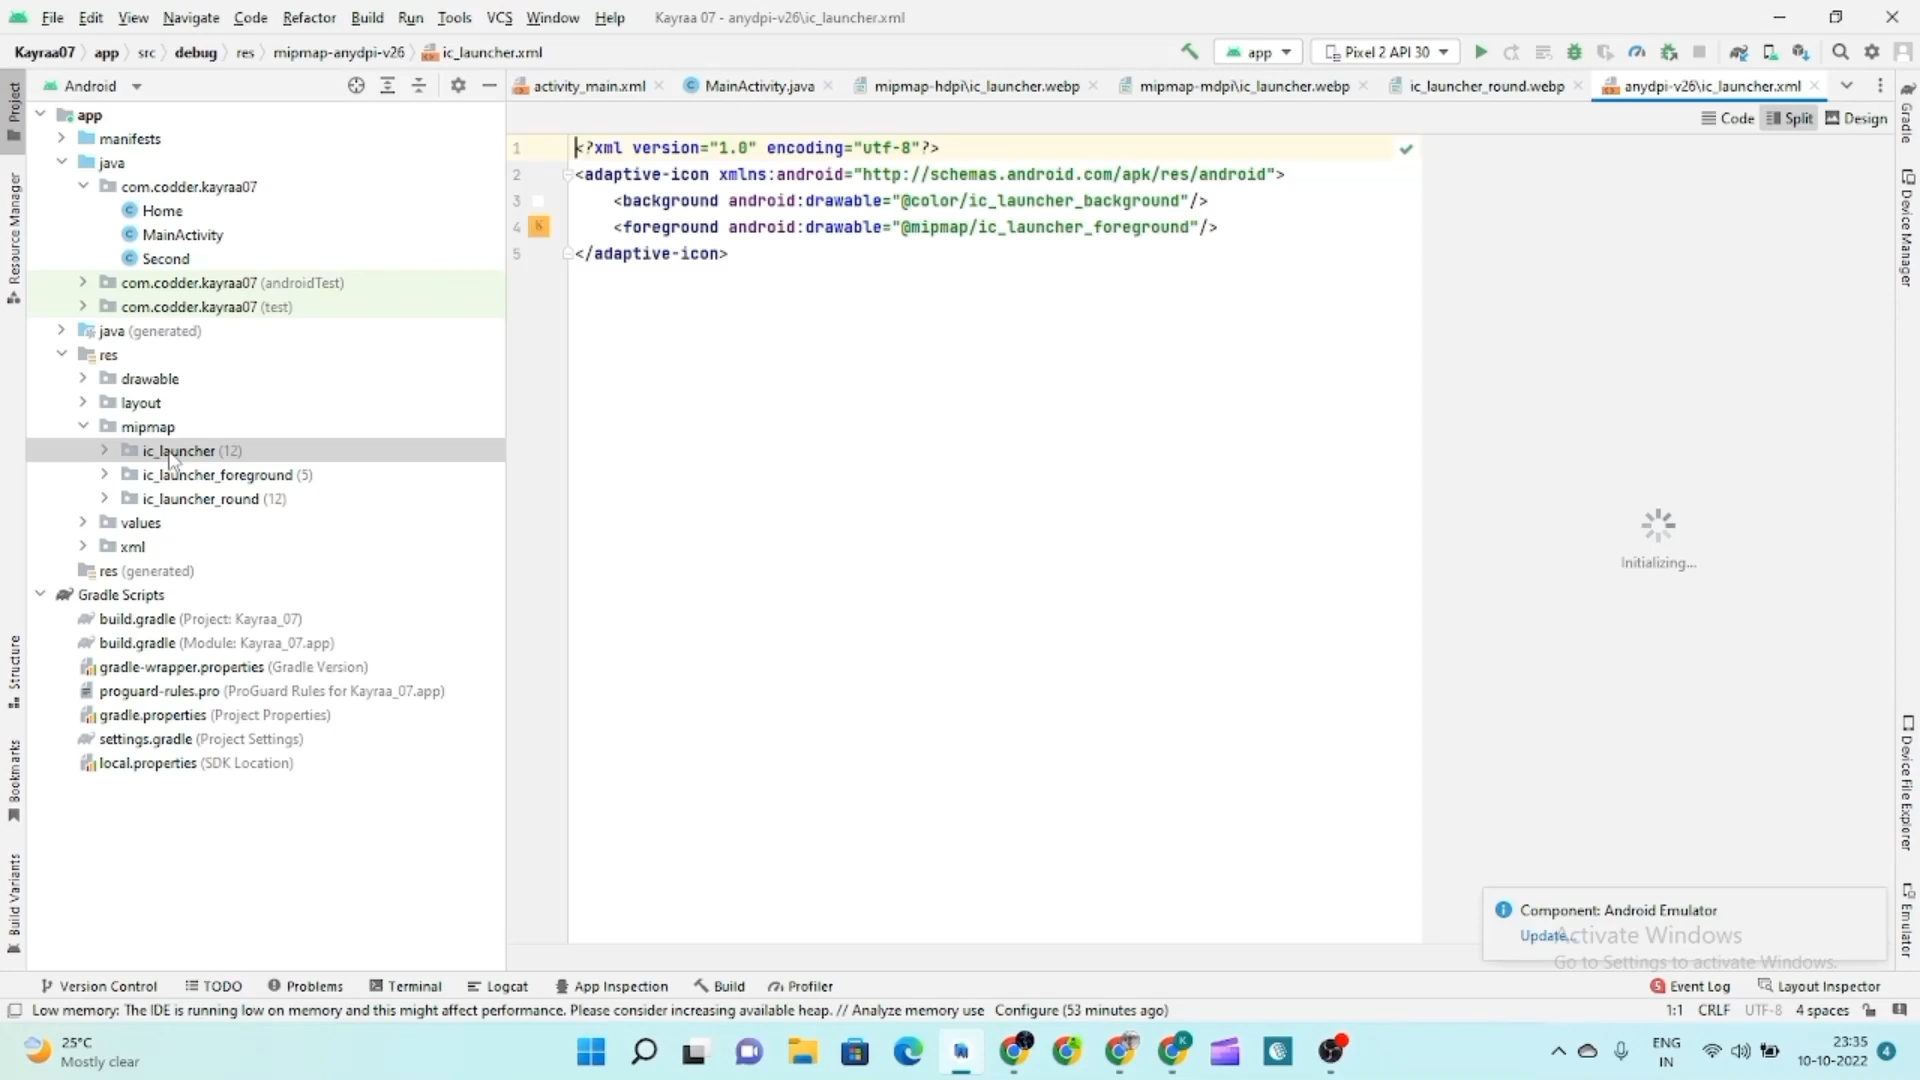 File Edit View Navigate Code Refactor Build Run Tools VCS Window Help Kayraa 07 - anydpi-v26\ic_launcher.xml
Kayraa07 app src debug res mipmap-anydpi-v26 ic_launcher.xml app Pixel 2 API 30
Android activity_main.xml MainActivity.java mipmap-hdpi\ic_launcher.webp mipmap-mdpi\ic_launcher.webp ic_launcher_round.webp anydpi-v26\ic_launcher.xml
Code Split Design
Project
Resource Manager
Structure
Bookmarks
Build Variants
app
manifests
java
com.codder.kayraa07
Home
MainActivity
Second
com.codder.kayraa07 (androidTest)
com.codder.kayraa07 (test)
java (generated)
res
drawable
layout
mipmap
ic_launcher (12)
ic_launcher_foreground (5)
ic_launcher_round (12)
values
xml
res (generated)
Gradle Scripts
build.gradle (Project: Kayraa_07)
build.gradle (Module: Kayraa_07.app)
gradle-wrapper.properties (Gradle Version)
proguard-rules.pro (ProGuard Rules for Kayraa_07.app)
gradle.properties (Project Properties)
settings.gradle (Project Settings)
local.properties (SDK Location)
1 <?xml version="1.0" encoding="utf-8"?>
2 <adaptive-icon xmlns:android="http://schemas.android.com/apk/res/android">
3 <background android:drawable="@color/ic_launcher_background"/>
4 <foreground android:drawable="@mipmap/ic_launcher_foreground"/>
5 </adaptive-icon>
Initializing...
Gradle
Device Manager
Device File Explorer
Emulator
Component: Android Emulator
Update...
Activate Windows
Go to Settings to activate Windows.
Version Control TODO Problems Terminal Logcat App Inspection Build Profiler 5 Event Log Layout Inspector
Low memory: The IDE is running low on memory and this might affect performance. Please consider increasing available heap. // Analyze memory use Configure (53 minutes ago) 1:1 CRLF UTF-8 4 spaces
25°C
Mostly clear
K
ENG
IN
23:35
10-10-2022
4